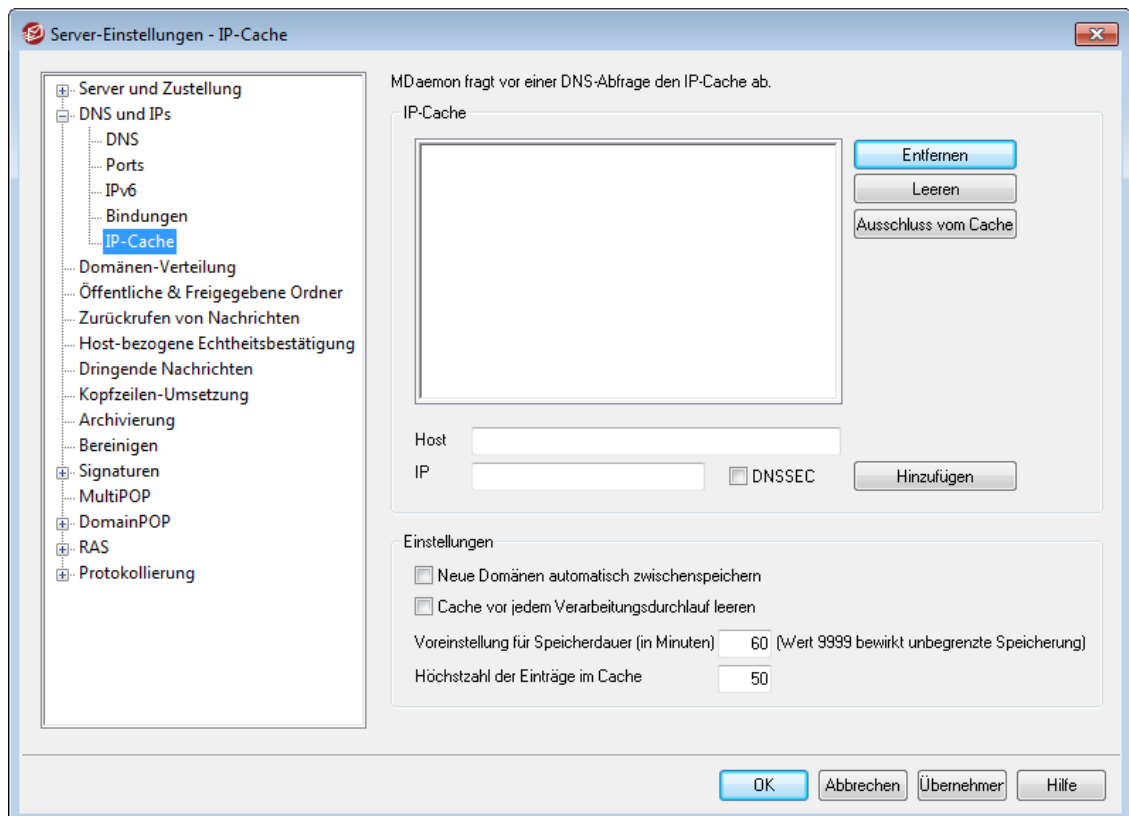 Server-Einstellungen - IP-Cache
Server und Zustellung
DNS und IPs
DNS
Ports
IPv6
Bindungen
IP-Cache
Domänen-Verteilung
Öffentliche & Freigegebene Ordner
Zurückrufen von Nachrichten
Host-bezogene Echtheitsbestätigung
Dringende Nachrichten
Kopfzeilen-Umsetzung
Archivierung
Bereinigen
Signaturen
MultiPOP
DomainPOP
RAS
Protokollierung
MDaemon fragt vor einer DNS-Abfrage den IP-Cache ab.
IP-Cache
Entfernen
Leeren
Ausschluss vom Cache
Host
IP
DNSSEC
Hinzufügen
Einstellungen
Neue Domänen automatisch zwischenspeichern
Cache vor jedem Verarbeitungsdurchlauf leeren
Voreinstellung für Speicherdauer (in Minuten) 60 (Wert 9999 bewirkt unbegrenzte Speicherung)
Höchstzahl der Einträge im Cache 50
OK Abbrechen Übernehmer Hilfe